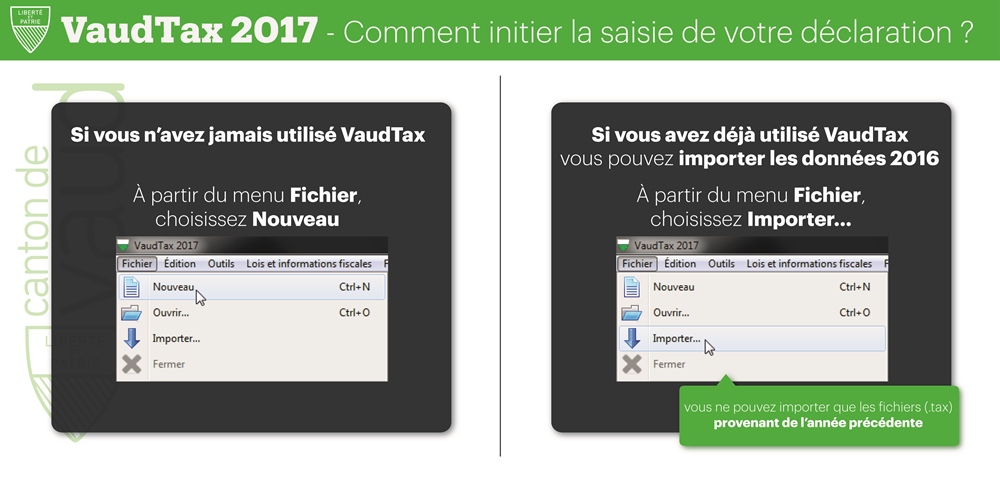 LIBERTÉ
ET
PATRIE
VaudTax 2017 - Comment initier la saisie de votre déclaration ?
canton de
vaud
LIBERTÉ
ET
PATRIE
Si vous n'avez jamais utilisé VaudTax
À partir du menu Fichier,
choisissez Nouveau
VaudTax 2017
Fichier Édition Outils Lois et informations fiscales F
Nouveau Ctrl+N
Ouvrir... Ctrl+O
Importer...
Fermer
Si vous avez déjà utilisé VaudTax
vous pouvez importer les données 2016
À partir du menu Fichier,
choisissez Importer...
VaudTax 2017
Fichier Édition Outils Lois et informations fiscales F
Nouveau Ctrl+N
Ouvrir... Ctrl+O
Importer...
Fermer
vous ne pouvez importer que les fichiers (.tax)
provenant de l'année précédente